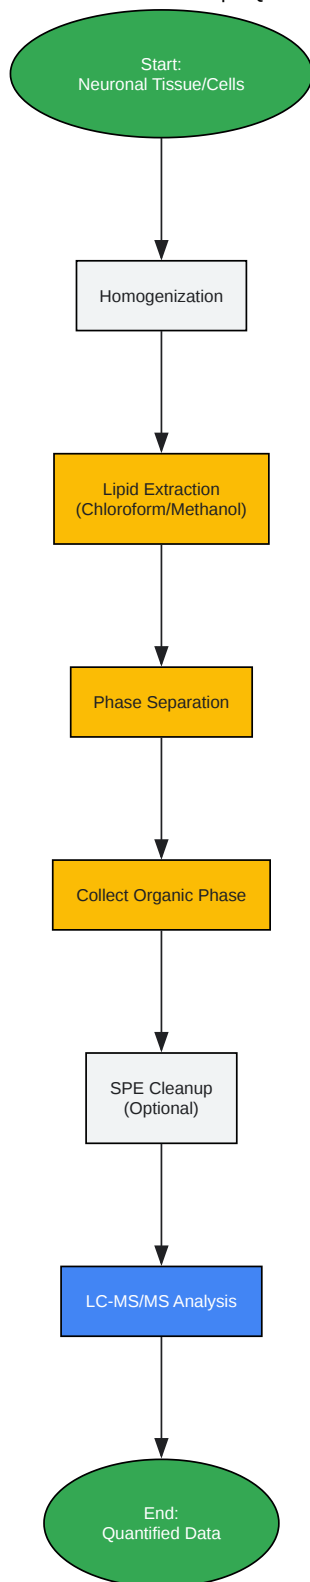 Start:
Neuronal Tissue/Cells
Homogenization
Lipid Extraction
(Chloroform/Methanol)
Phase Separation
Collect Organic Phase
SPE Cleanup
(Optional)
LC-MS/MS Analysis
End:
Quantified Data